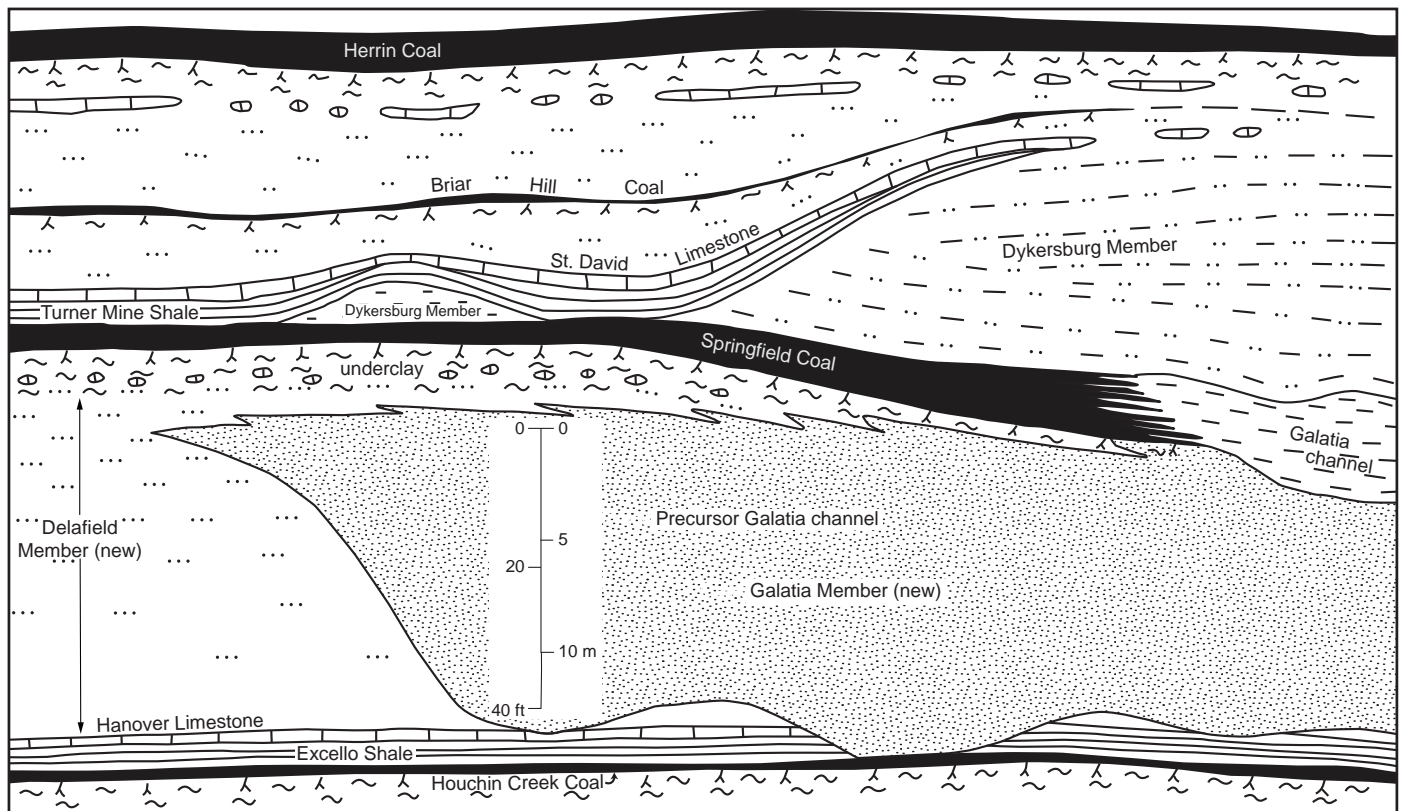 Herrin Coal
Briar Hill Coal
St. David Limestone
Dykersburg Member
Turner Mine Shale
Dykersburg Member
Springfield Coal
underclay
0 0
Galatia
channel
Delafield
Member (new)
Precursor Galatia channel
5
20
Galatia Member (new)
10 m
40 ft
Hanover Limestone
Excello Shale
Houchin Creek Coal